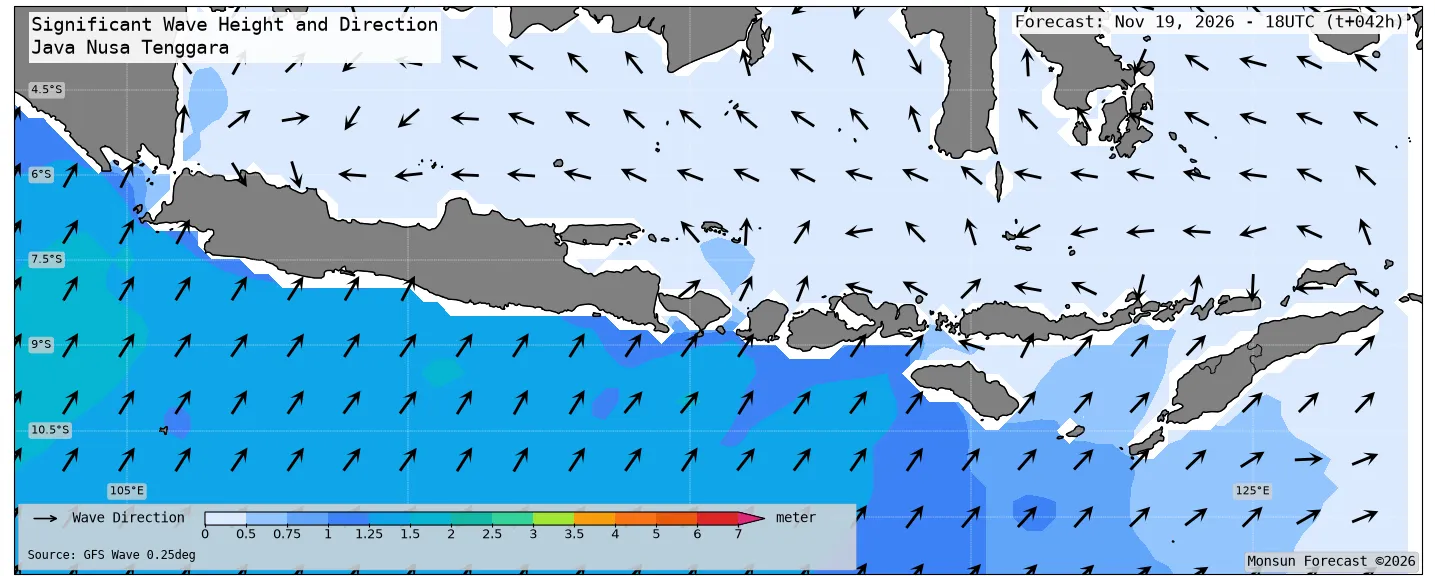 Significant Wave Height and Direction
Java Nusa Tenggara
Forecast: Nov 19, 2026 - 18UTC (t+042h)
4.5°S
6°S
7.5°S
9°S
10.5°S
105°E
125°E
Wave Direction
0 0.5 0.75 1 1.25 1.5 2 2.5 3 3.5 4 5 6 7
meter
Source: GFS Wave 0.25deg
Monsun Forecast ©2026